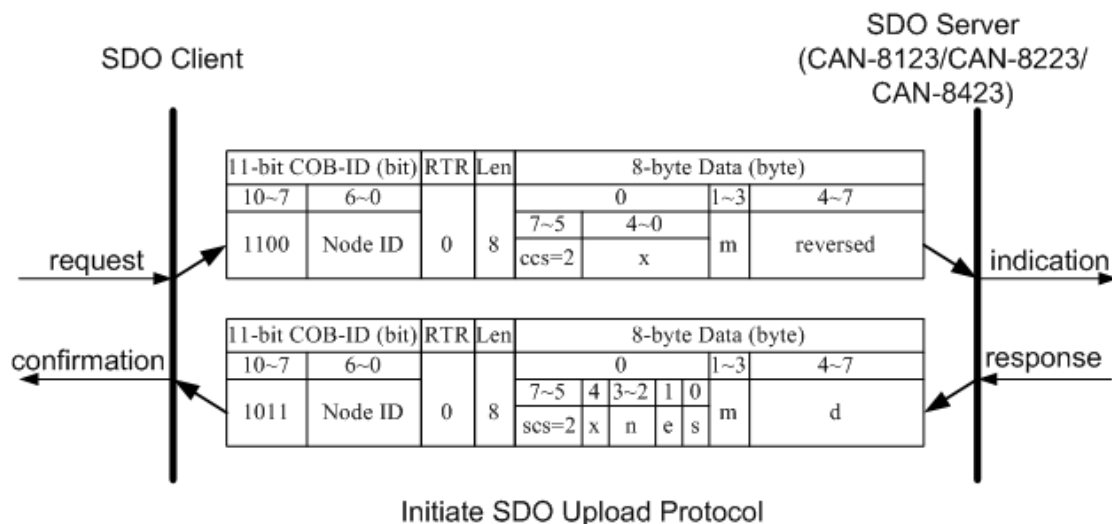 SDO Client
SDO Server
(CAN-8123/CAN-8223/
CAN-8423)
11-bit COB-ID (bit) RTR Len 8-byte Data (byte)
10~7 6~0 0 1~3 4~7
7~5 4~0
1100 Node ID 0 8 m reversed
ccs=2 x
request
indication
11-bit COB-ID (bit) RTR Len 8-byte Data (byte)
10~7 6~0 0 1~3 4~7
7~5 4 3~2 1 0
1011 Node ID 0 8 m d
scs=2 x n e s
confirmation
response
Initiate SDO Upload Protocol